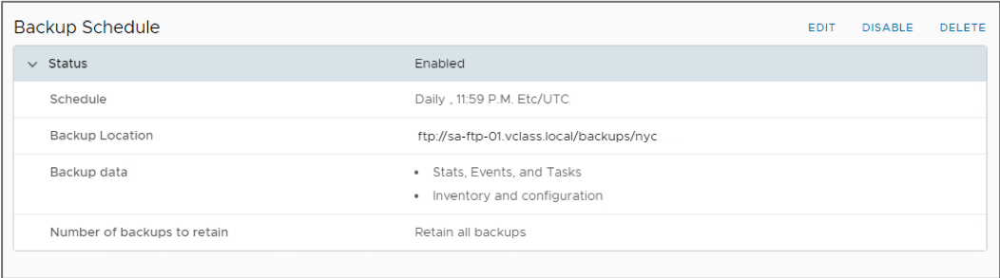 Backup Schedule EDIT DISABLE DELETE
Status Enabled
Schedule Daily , 11:59 P.M. Etc/UTC
Backup Location ftp://sa-ftp-01.vclass.local/backups/nyc
Backup data • Stats, Events, and Tasks
• Inventory and configuration
Number of backups to retain Retain all backups